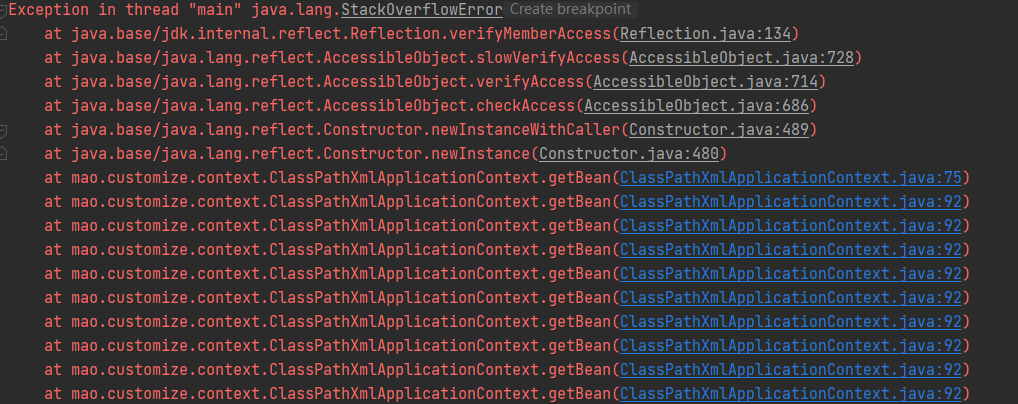 Exception in thread "main" java.lang.StackOverflowError Create breakpoint
at java.base/jdk.internal.reflect.Reflection.verifyMemberAccess(Reflection.java:134)
at java.base/java.lang.reflect.AccessibleObject.slowVerifyAccess(AccessibleObject.java:728)
at java.base/java.lang.reflect.AccessibleObject.verifyAccess(AccessibleObject.java:714)
at java.base/java.lang.reflect.AccessibleObject.checkAccess(AccessibleObject.java:686)
at java.base/java.lang.reflect.Constructor.newInstanceWithCaller(Constructor.java:489)
at java.base/java.lang.reflect.Constructor.newInstance(Constructor.java:480)
at mao.customize.context.ClassPathXmlApplicationContext.getBean(ClassPathXmlApplicationContext.java:75)
at mao.customize.context.ClassPathXmlApplicationContext.getBean(ClassPathXmlApplicationContext.java:92)
at mao.customize.context.ClassPathXmlApplicationContext.getBean(ClassPathXmlApplicationContext.java:92)
at mao.customize.context.ClassPathXmlApplicationContext.getBean(ClassPathXmlApplicationContext.java:92)
at mao.customize.context.ClassPathXmlApplicationContext.getBean(ClassPathXmlApplicationContext.java:92)
at mao.customize.context.ClassPathXmlApplicationContext.getBean(ClassPathXmlApplicationContext.java:92)
at mao.customize.context.ClassPathXmlApplicationContext.getBean(ClassPathXmlApplicationContext.java:92)
at mao.customize.context.ClassPathXmlApplicationContext.getBean(ClassPathXmlApplicationContext.java:92)
at mao.customize.context.ClassPathXmlApplicationContext.getBean(ClassPathXmlApplicationContext.java:92)
at mao.customize.context.ClassPathXmlApplicationContext.getBean(ClassPathXmlApplicationContext.java:92)